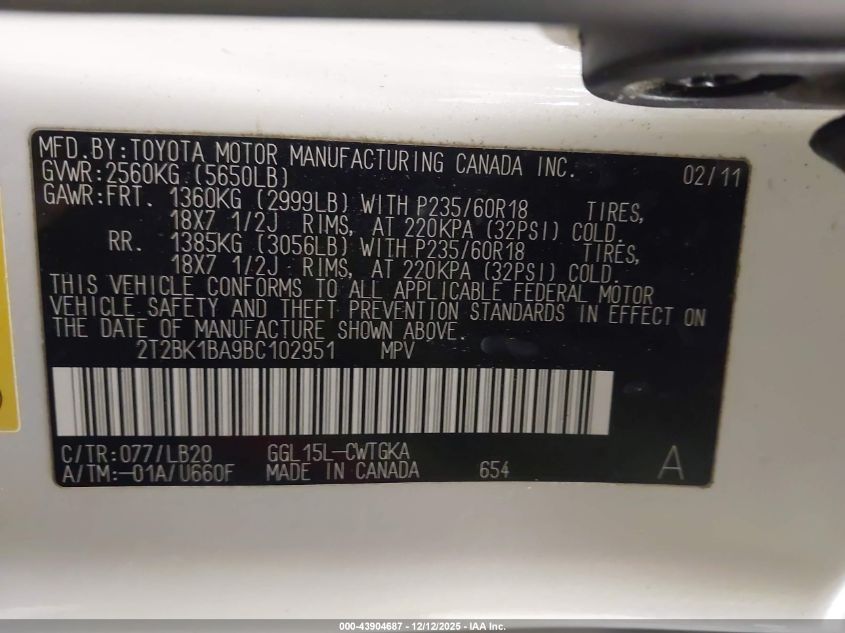 MFD.BY:TOYOTA MOTOR MANUFACTURING CANADA INC. 02/11
GVWR:2560KG (5650LB)
GAWR:FRT. 1360KG (2999LB) WITH P235/60R18 TIRES,
18X7 1/2J RIMS, AT 220KPA (32PSI) COLD.
RR. 1385KG (3056LB) WITH P235/60R18 TIRES,
18X7 1/2J RIMS, AT 220KPA (32PSI) COLD.
THIS VEHICLE CONFORMS TO ALL APPLICABLE FEDERAL MOTOR
VEHICLE SAFETY AND THEFT PREVENTION STANDARDS IN EFFECT ON
THE DATE OF MANUFACTURE SHOWN ABOVE.
2T2BK1BA9BC102951 MPV
C/TR:077/LB20 GGL15L-CWTGKA
A/TM:-01A/U660F MADE IN CANADA 654 A
000-43904687 - 12/12/2025 - IAA Inc.